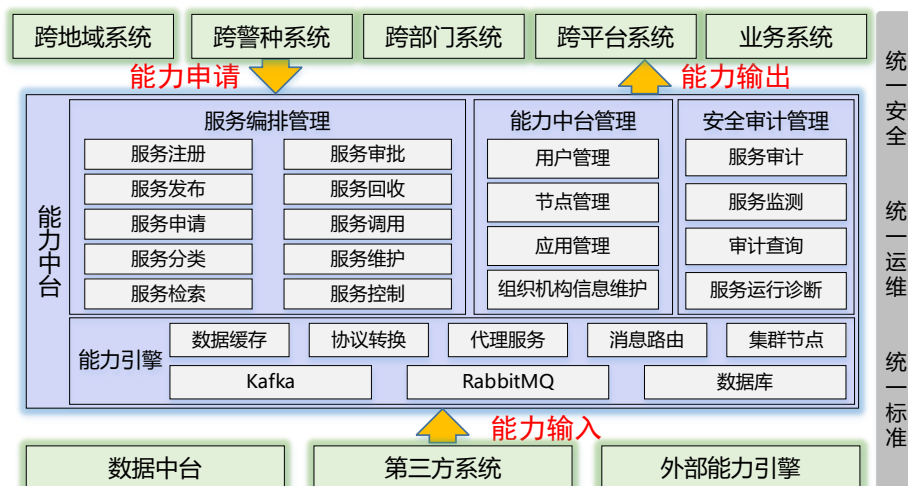 跨地域系统
跨警种系统
跨部门系统
跨平台系统
业务系统
能力申请
能力输出
能力中台
服务编排管理
服务注册
服务审批
服务发布
服务回收
服务申请
服务调用
服务分类
服务维护
服务检索
服务控制
能力中台管理
用户管理
节点管理
应用管理
组织机构信息维护
安全审计管理
服务审计
服务监测
审计查询
服务运行诊断
能力引擎
数据缓存
协议转换
代理服务
消息路由
集群节点
Kafka
RabbitMQ
数据库
能力输入
数据中台
第三方系统
外部能力引擎
统一安全
统一运维
统一标准